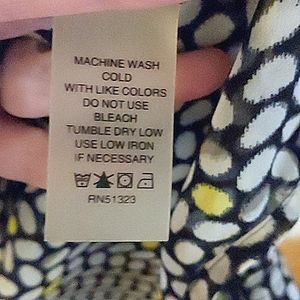 MACHINE WASH
COLD
WITH LIKE COLORS
DO NOT USE
BLEACH
TUMBLE DRY LOW
USE LOW IRON
IF NECESSARY
RN51323